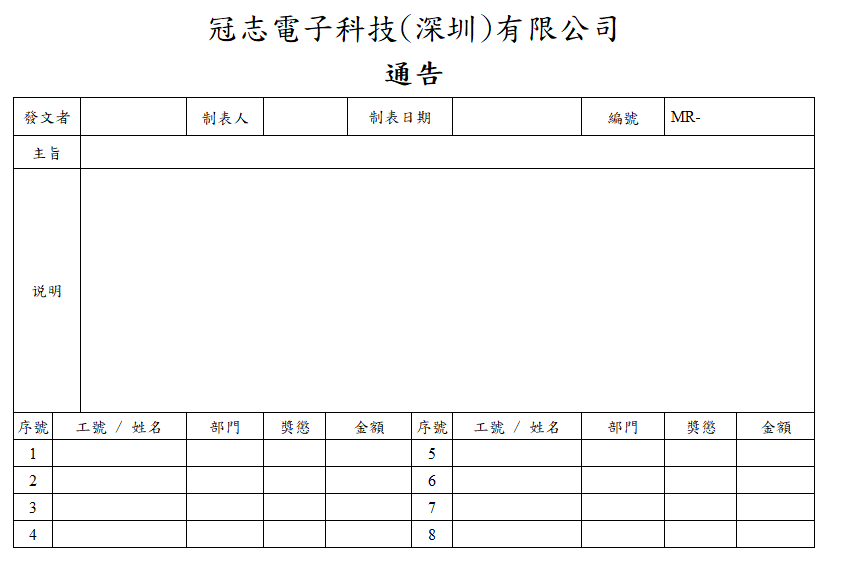 冠志電子科技(深圳)有限公司
通告
發文者 制表人 制表日期 編號 MR-
主旨
说明
序號 工號 / 姓名 部門 獎懲 金額 序號 工號 / 姓名 部門 獎懲 金額
1 5
2 6
3 7
4 8